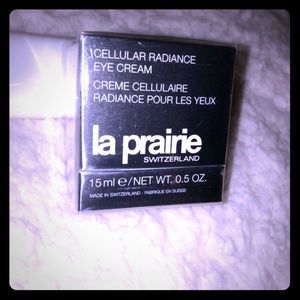 CELLULAR RADIANCE
EYE CREAM
CREME CELLULAIRE
RADIANCE POUR LES YEUX
la prairie
SWITZERLAND
15 ml e/NET WT. 0.5 OZ.
MADE IN SWITZERLAND - FABRIQUE EN SUISSE